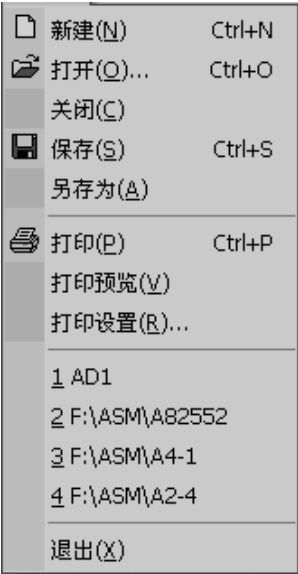 新建(N) Ctrl+N
打开(O)... Ctrl+O
关闭(C)
保存(S) Ctrl+S
另存为(A)
打印(P) Ctrl+P
打印预览(V)
打印设置(R)...
1 AD1
2 F:\ASM\A82552
3 F:\ASM\A4-1
4 F:\ASM\A2-4
退出(X)